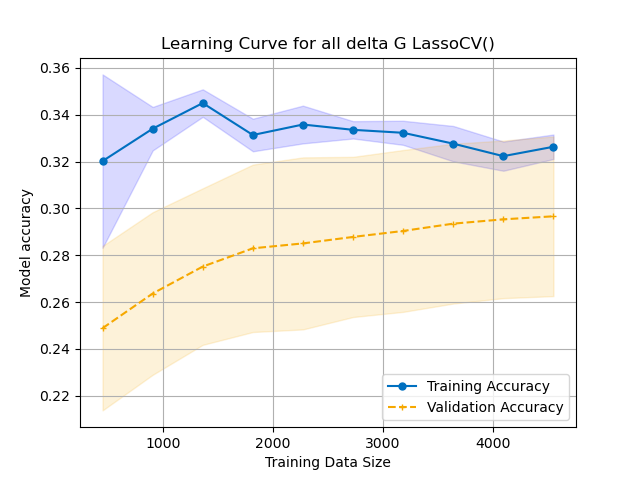 Learning Curve for all delta G LassoCV()
Model accuracy
0.36
0.34
0.32
0.30
0.28
0.26
0.24
0.22
Training Accuracy
Validation Accuracy
1000 2000 3000 4000
Training Data Size